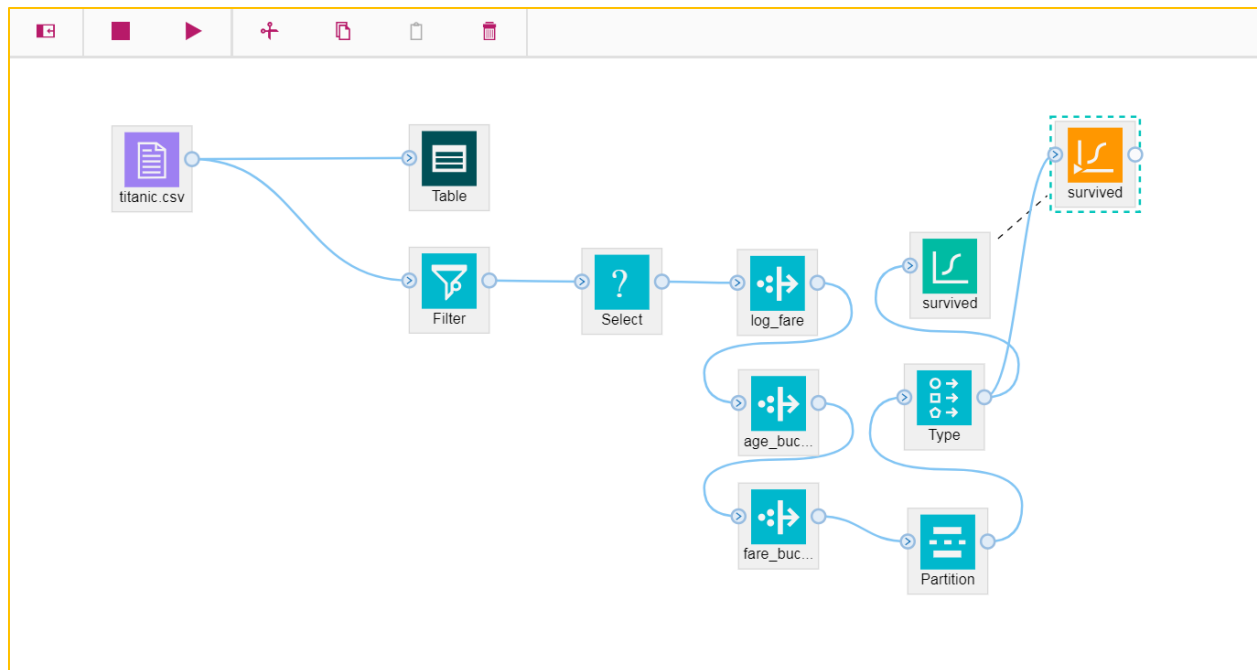 titanic.csv
Table
survived
Filter
Select
log_fare
survived
age_buc...
Type
fare_buc...
Partition